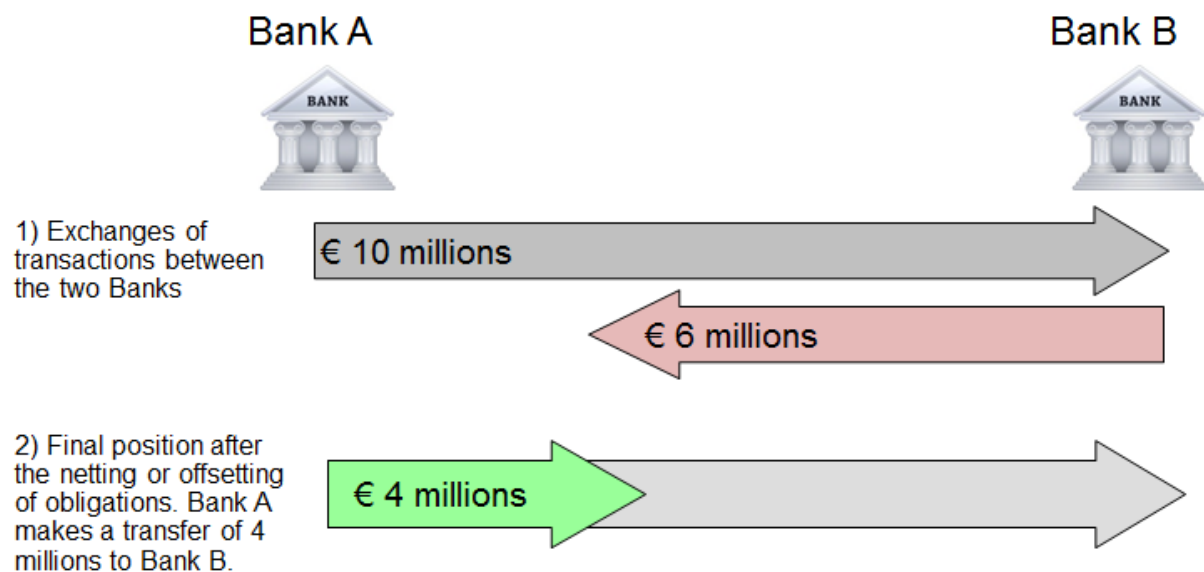 Bank A
Bank B
BANK
BANK
1) Exchanges of
transactions between
the two Banks
€ 10 millions
€ 6 millions
2) Final position after
the netting or offsetting
of obligations. Bank A
makes a transfer of 4
millions to Bank B.
€ 4 millions